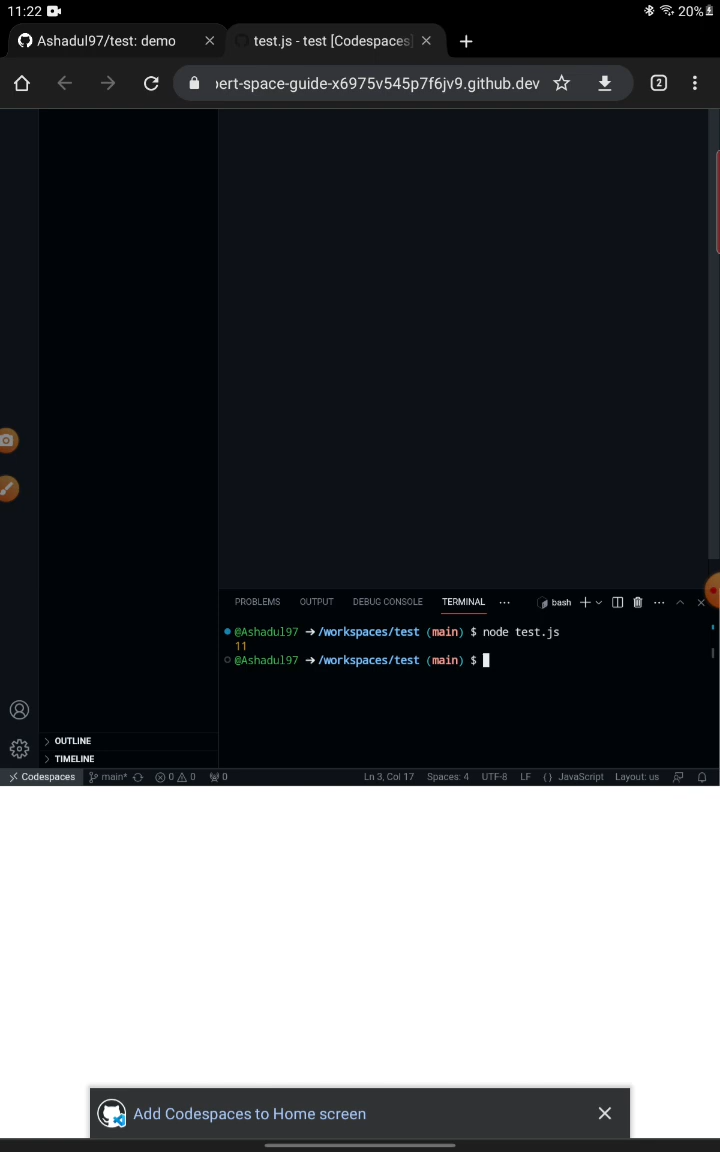 11:22
20%
Ashadul97/test: demo
test.js - test [Codespaces]
pert-space-guide-x6975v545p7f6jv9.github.dev
2
PROBLEMS OUTPUT DEBUG CONSOLE TERMINAL ... bash
@Ashadul97 → /workspaces/test (main) $ node test.js
11
@Ashadul97 → /workspaces/test (main) $
OUTLINE
TIMELINE
Codespaces main* 0 0 0 Ln 3, Col 17 Spaces: 4 UTF-8 LF {} JavaScript Layout: us
Add Codespaces to Home screen